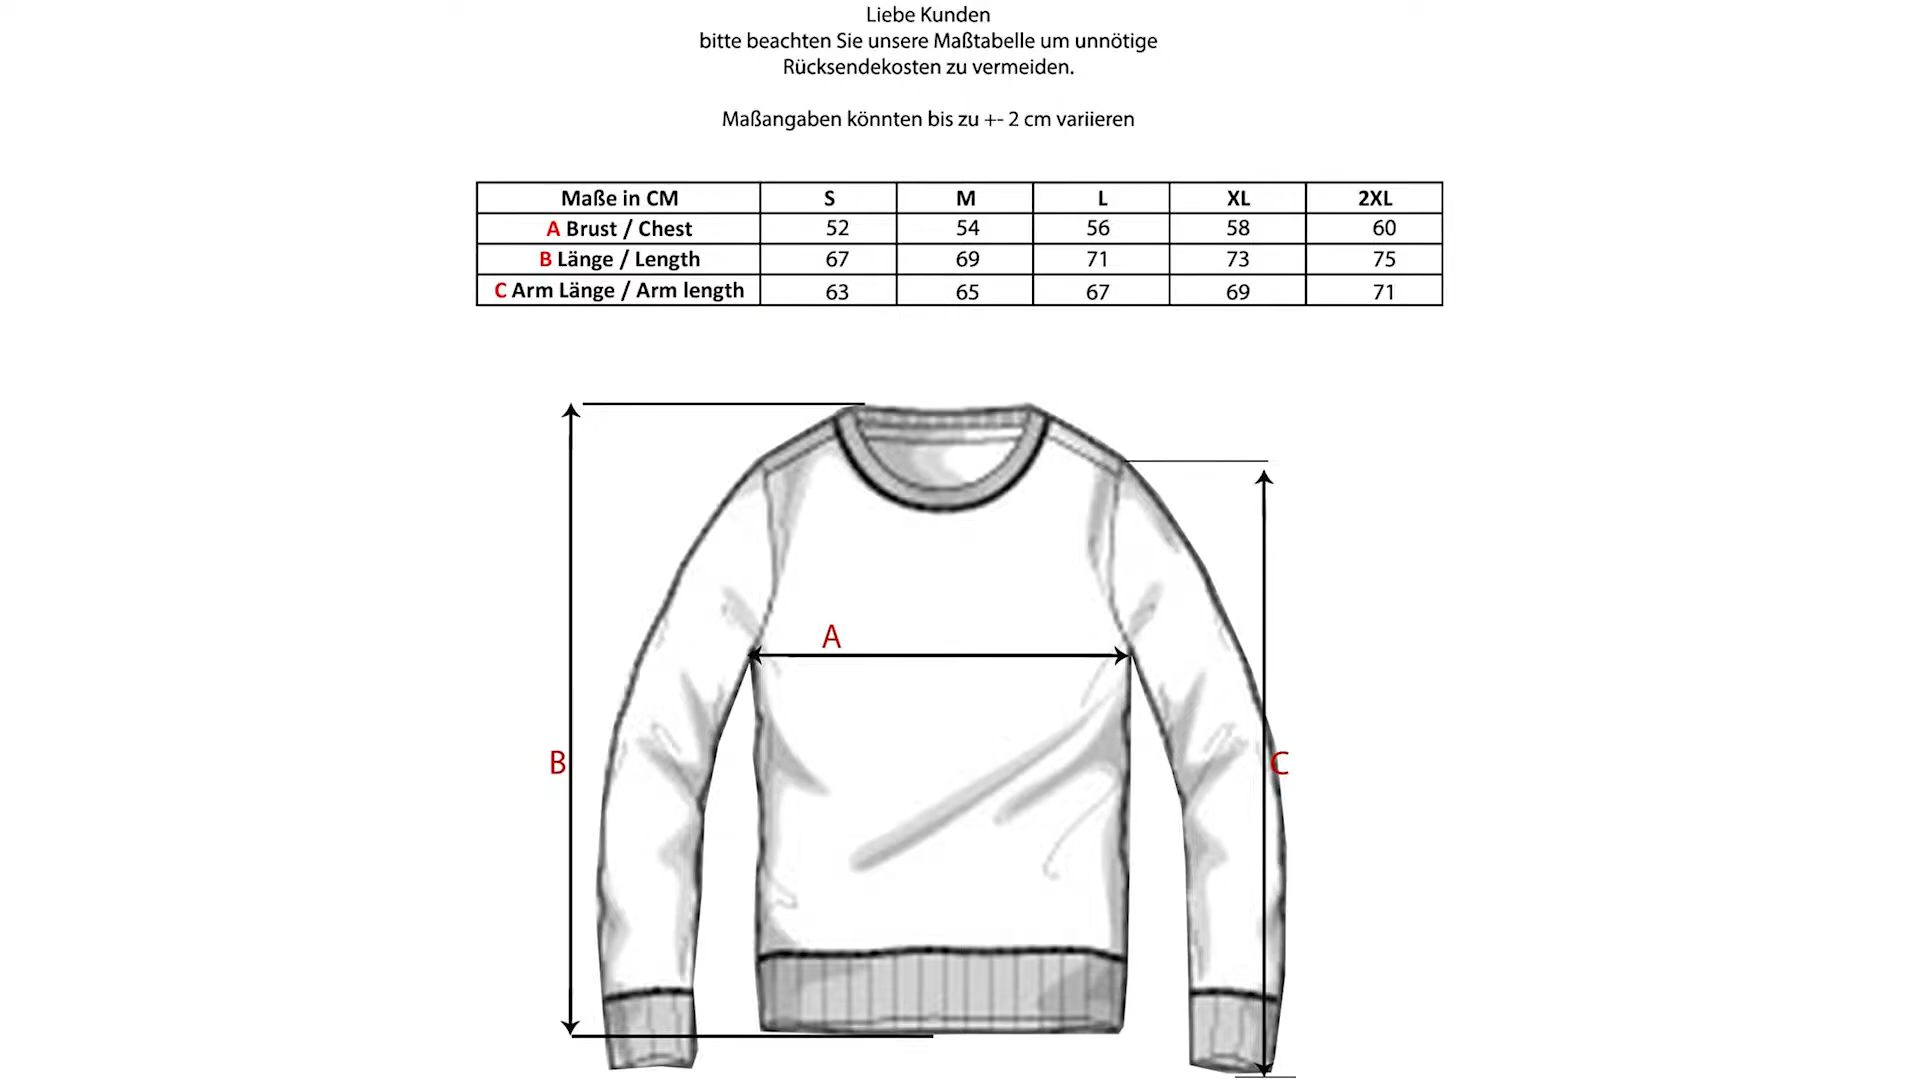 Liebe Kunden
bitte beachten Sie unsere Maßtabelle um unnötige
Rücksendekosten zu vermeiden.
Maßangaben könnten bis zu +- 2 cm variieren
Maße in CM S M L XL 2XL
A Brust / Chest 52 54 56 58 60
B Länge / Length 67 69 71 73 75
C Arm Länge / Arm length 63 65 67 69 71
A
B
C